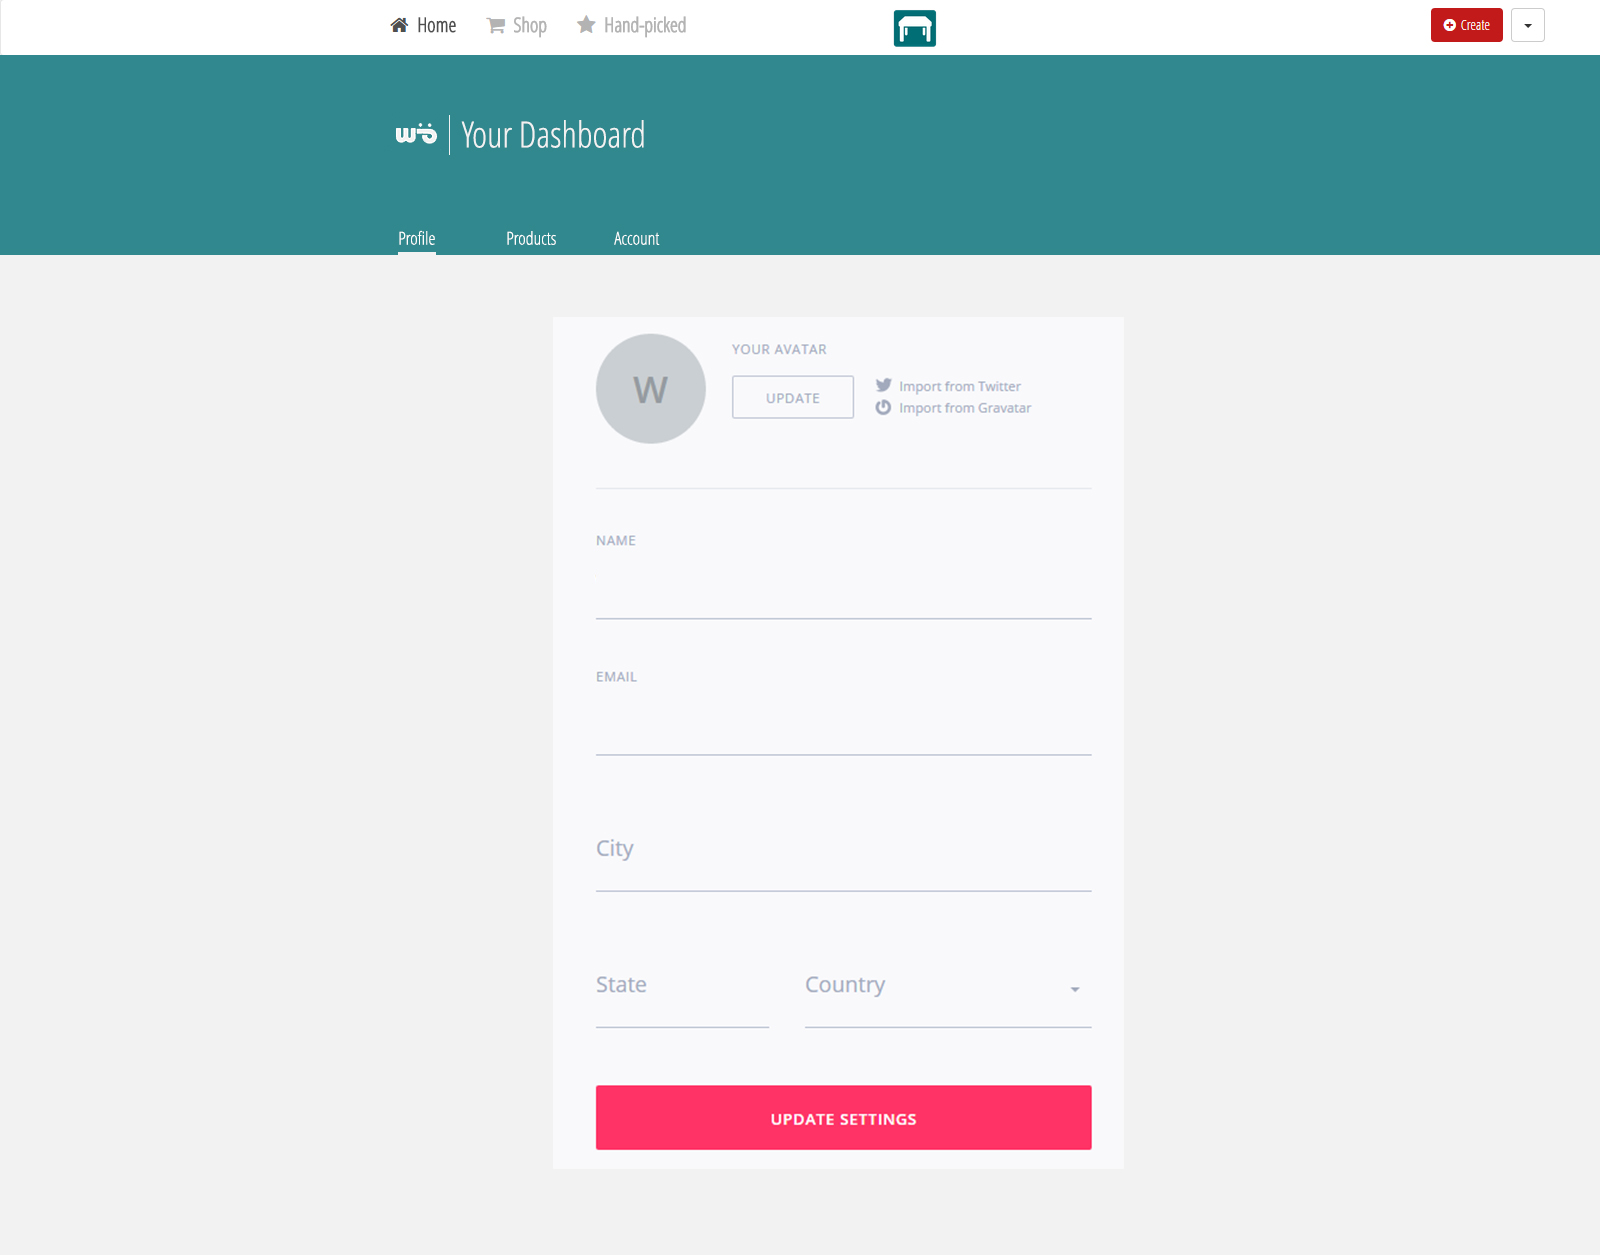 Home Shop Hand-picked Create
Your Dashboard
Profile Products Account
W
YOUR AVATAR
UPDATE
Import from Twitter
Import from Gravatar
NAME
EMAIL
City
State Country
UPDATE SETTINGS